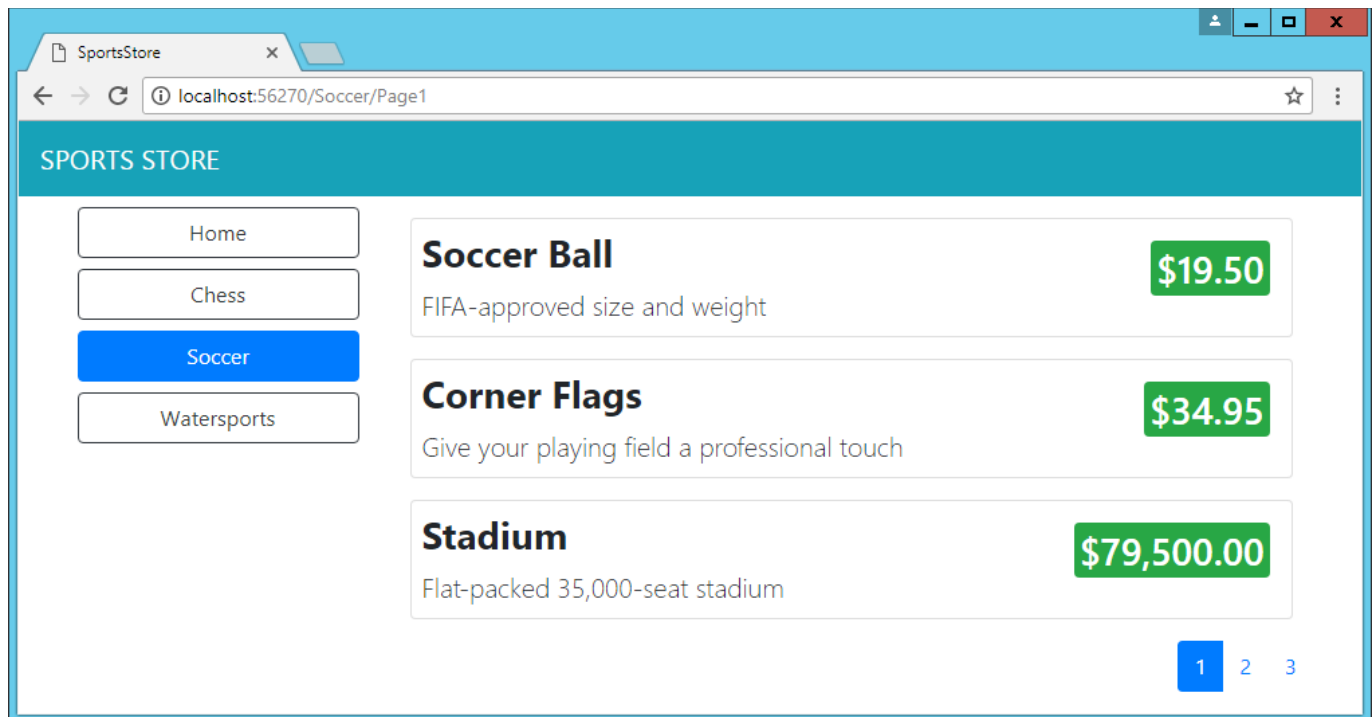 SportsStore
localhost:56270/Soccer/Page1
SPORTS STORE
Home
Chess
Soccer
Watersports
Soccer Ball
$19.50
FIFA-approved size and weight
Corner Flags
$34.95
Give your playing field a professional touch
Stadium
$79,500.00
Flat-packed 35,000-seat stadium
1 2 3